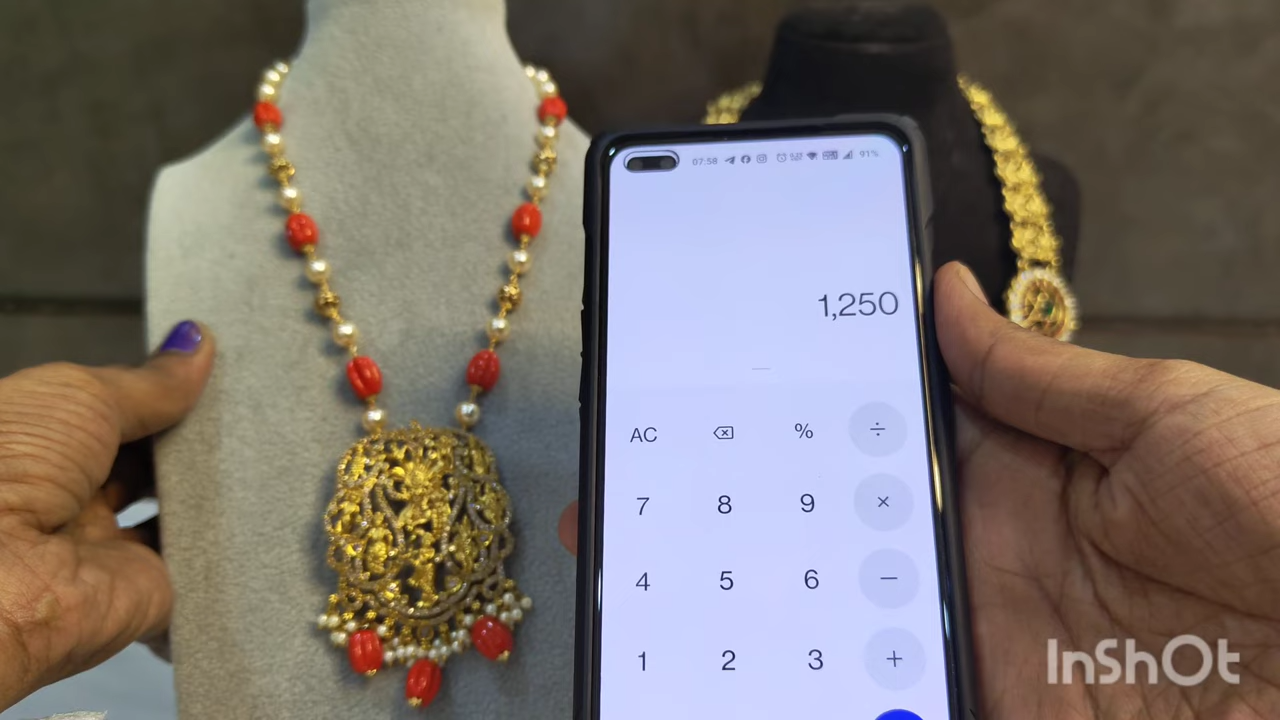 07:58 91%
1,250
AC % ÷
7 8 9 ×
4 5 6 −
1 2 3 +
InShOt